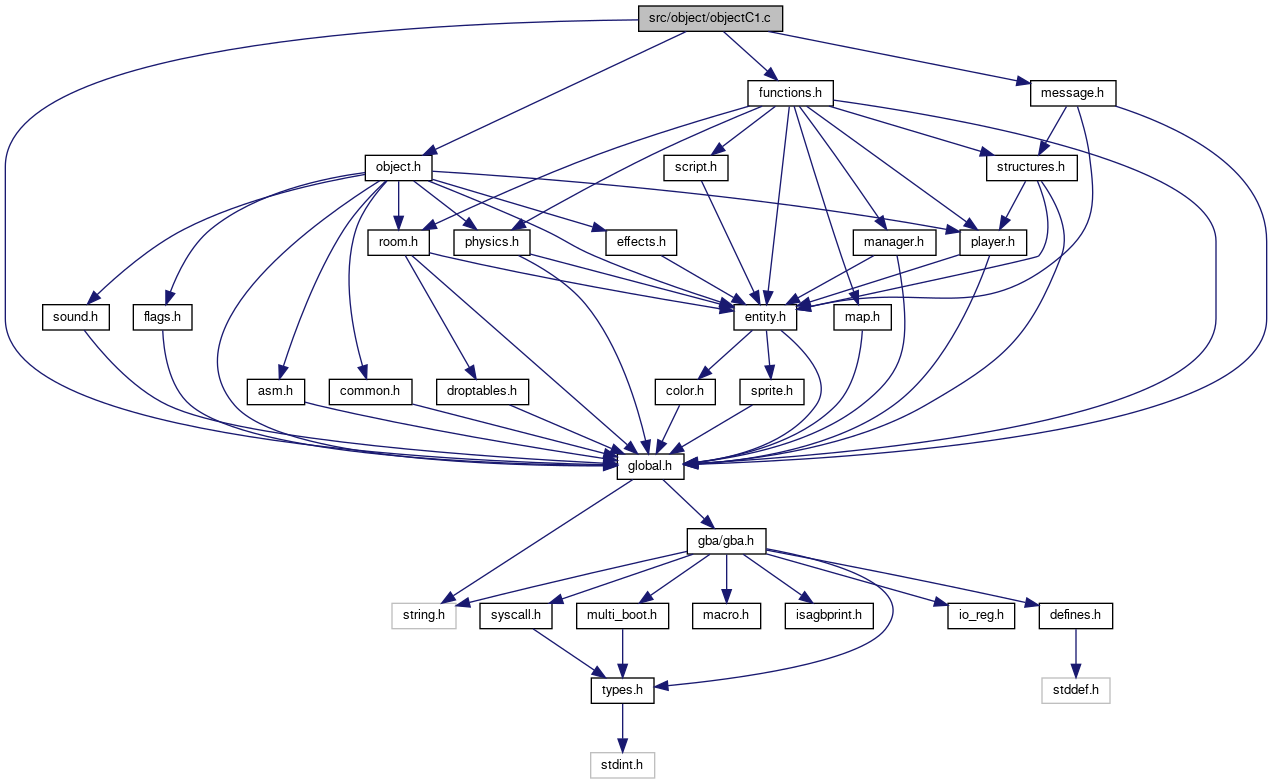 src/object/objectC1.c
functions.h
message.h
object.h
script.h
structures.h
room.h
physics.h
effects.h
manager.h
player.h
sound.h
flags.h
entity.h
map.h
asm.h
common.h
droptables.h
color.h
sprite.h
global.h
gba/gba.h
string.h
syscall.h
multi_boot.h
macro.h
isagbprint.h
io_reg.h
defines.h
types.h
stddef.h
stdint.h